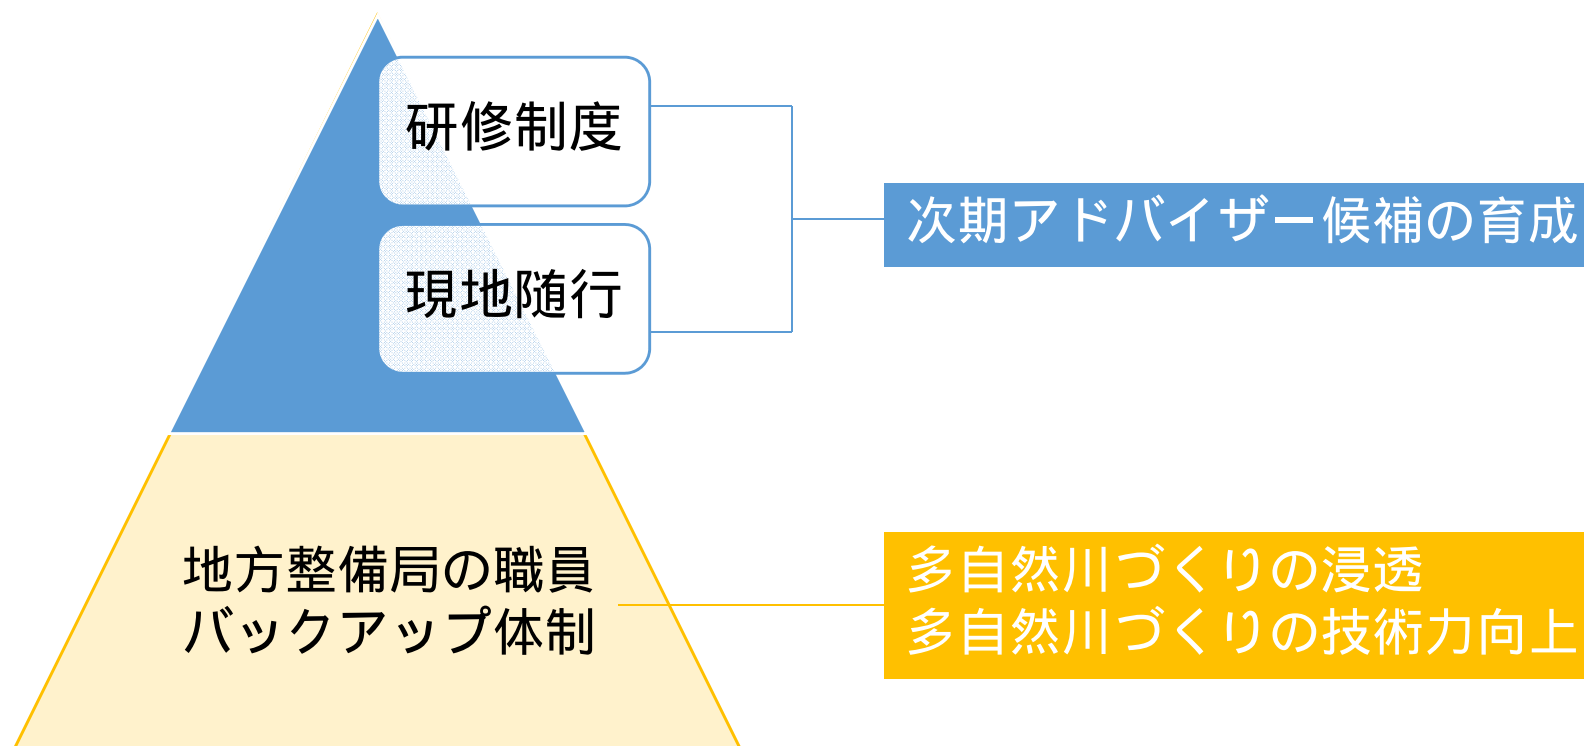 研修制度
現地随行
次期アドバイザー候補の育成
地方整備局の職員
バックアップ体制
多自然川づくりの浸透
多自然川づくりの技術力向上